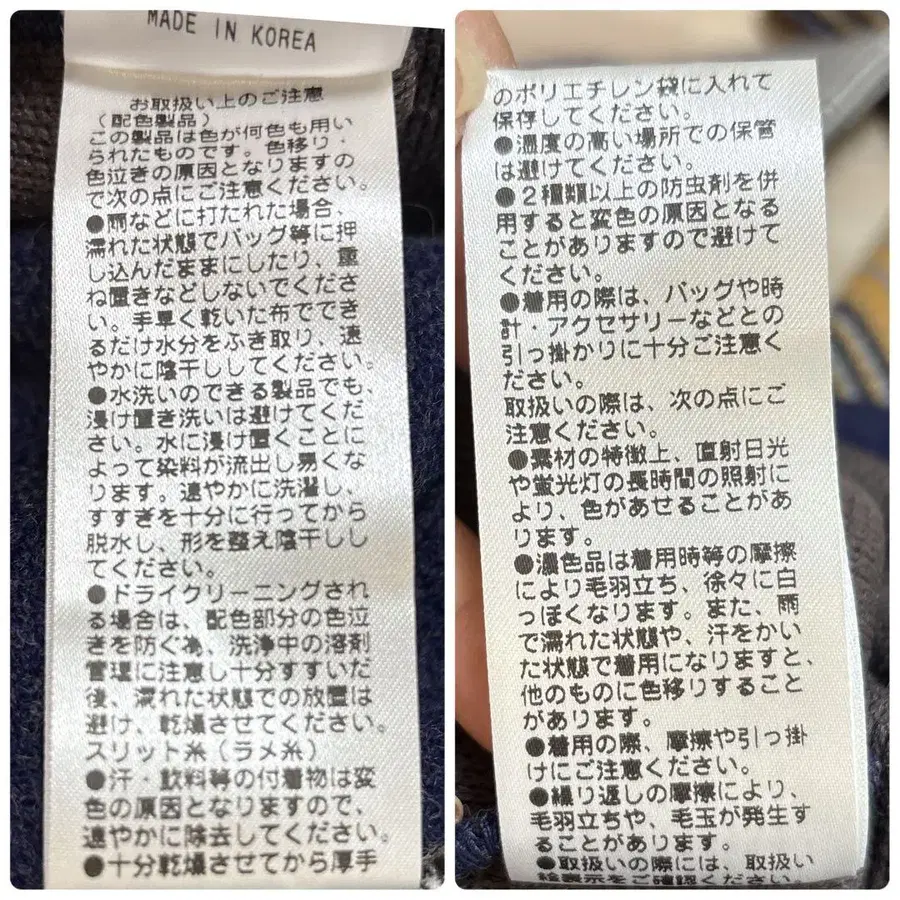 MADE IN KOREA
お取扱い上のご注意
(配色製品)
この製品は色が何色も用い
られたものです。色移り・
色泣きの原因となりますの
で次の点にご注意ください。
●雨などに打たれた場合、
濡れた状態でバッグ等に押
し込んだままにしたり、重
ね置きなどしないでくださ
い。手早く乾いた布ででき
るだけ水分をふき取り、速
やかに陰干ししてください。
●水洗いのできる製品でも、
浸け置き洗いは避けてくだ
さい。水に浸け置くことに
よって染料が流出し易くな
ります。速やかに洗濯し、
すすぎを十分に行ってから
脱水し、形を整え陰干しし
てください。
●ドライクリーニングされ
る場合は、配色部分の色泣
きを防ぐ為、洗浄中の溶剤
管理に注意し十分すすいだ
後、濡れた状態での放置は
避け、乾燥させてください。
スリット糸(ラメ糸)
●汗・飲料等の付着物は変
色の原因となりますので、
速やかに除去してください。
●十分乾燥させてから厚手
のポリエチレン袋に入れて
保存してください。
●湿度の高い場所での保管
は避けてください。
●2種類以上の防虫剤を併
用すると変色の原因となる
ことがありますので避けて
ください。
●着用の際は、バッグや時
計・アクセサリーなどとの
引っ掛かりに十分ご注意く
ださい。
取扱いの際は、次の点にご
注意ください。
●素材の特徴上、直射日光
や蛍光灯の長時間の照射に
より、色があせることがあ
ります。
●濃色品は着用時等の摩擦
により毛羽立ち、徐々に白
っぽくなります。また、雨
で濡れた状態や、汗をかい
た状態で着用になりますと、
他のものに色移りすること
があります。
●着用の際、摩擦や引っ掛
けにご注意ください。
●繰り返しの摩擦により、
毛羽立ちや、毛玉が発生す
ることがあります。
●取扱いの際には、取扱い
絵表示をご確認ください。